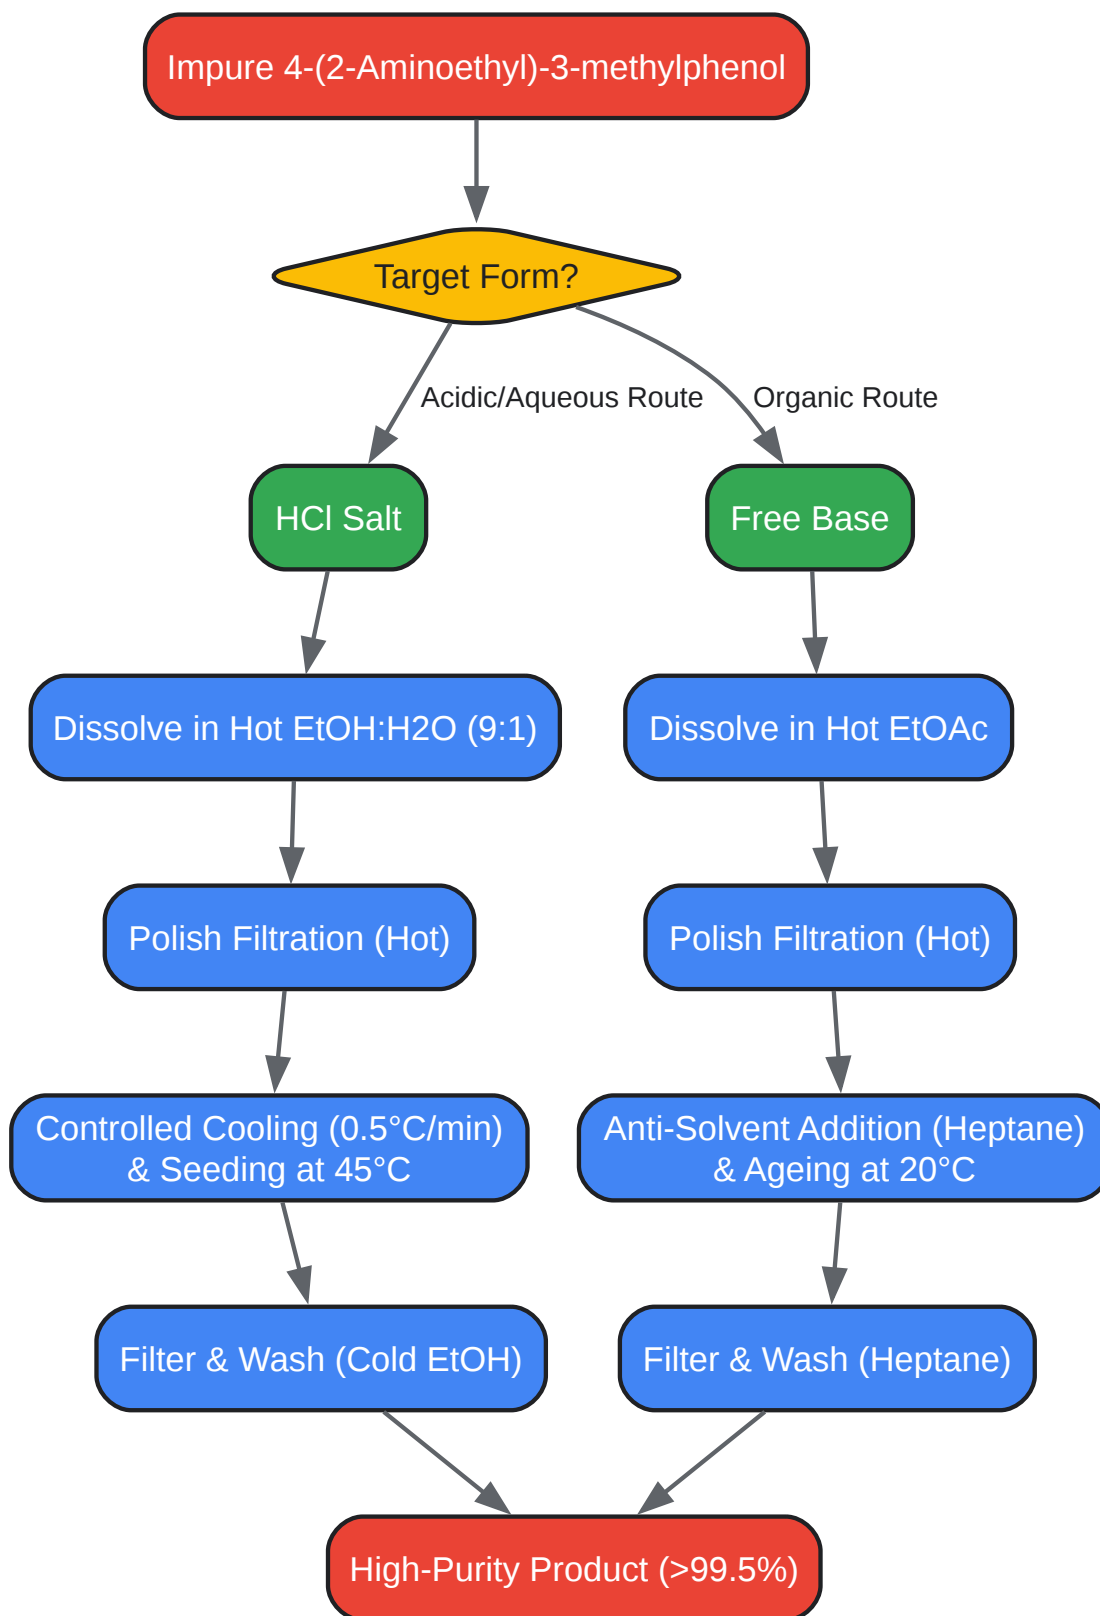 Impure 4-(2-Aminoethyl)-3-methylphenol
Target Form?
Acidic/Aqueous Route
Organic Route
HCl Salt
Free Base
Dissolve in Hot EtOH:H2O (9:1)
Dissolve in Hot EtOAc
Polish Filtration (Hot)
Polish Filtration (Hot)
Controlled Cooling (0.5°C/min)
& Seeding at 45°C
Anti-Solvent Addition (Heptane)
& Ageing at 20°C
Filter & Wash (Cold EtOH)
Filter & Wash (Heptane)
High-Purity Product (>99.5%)